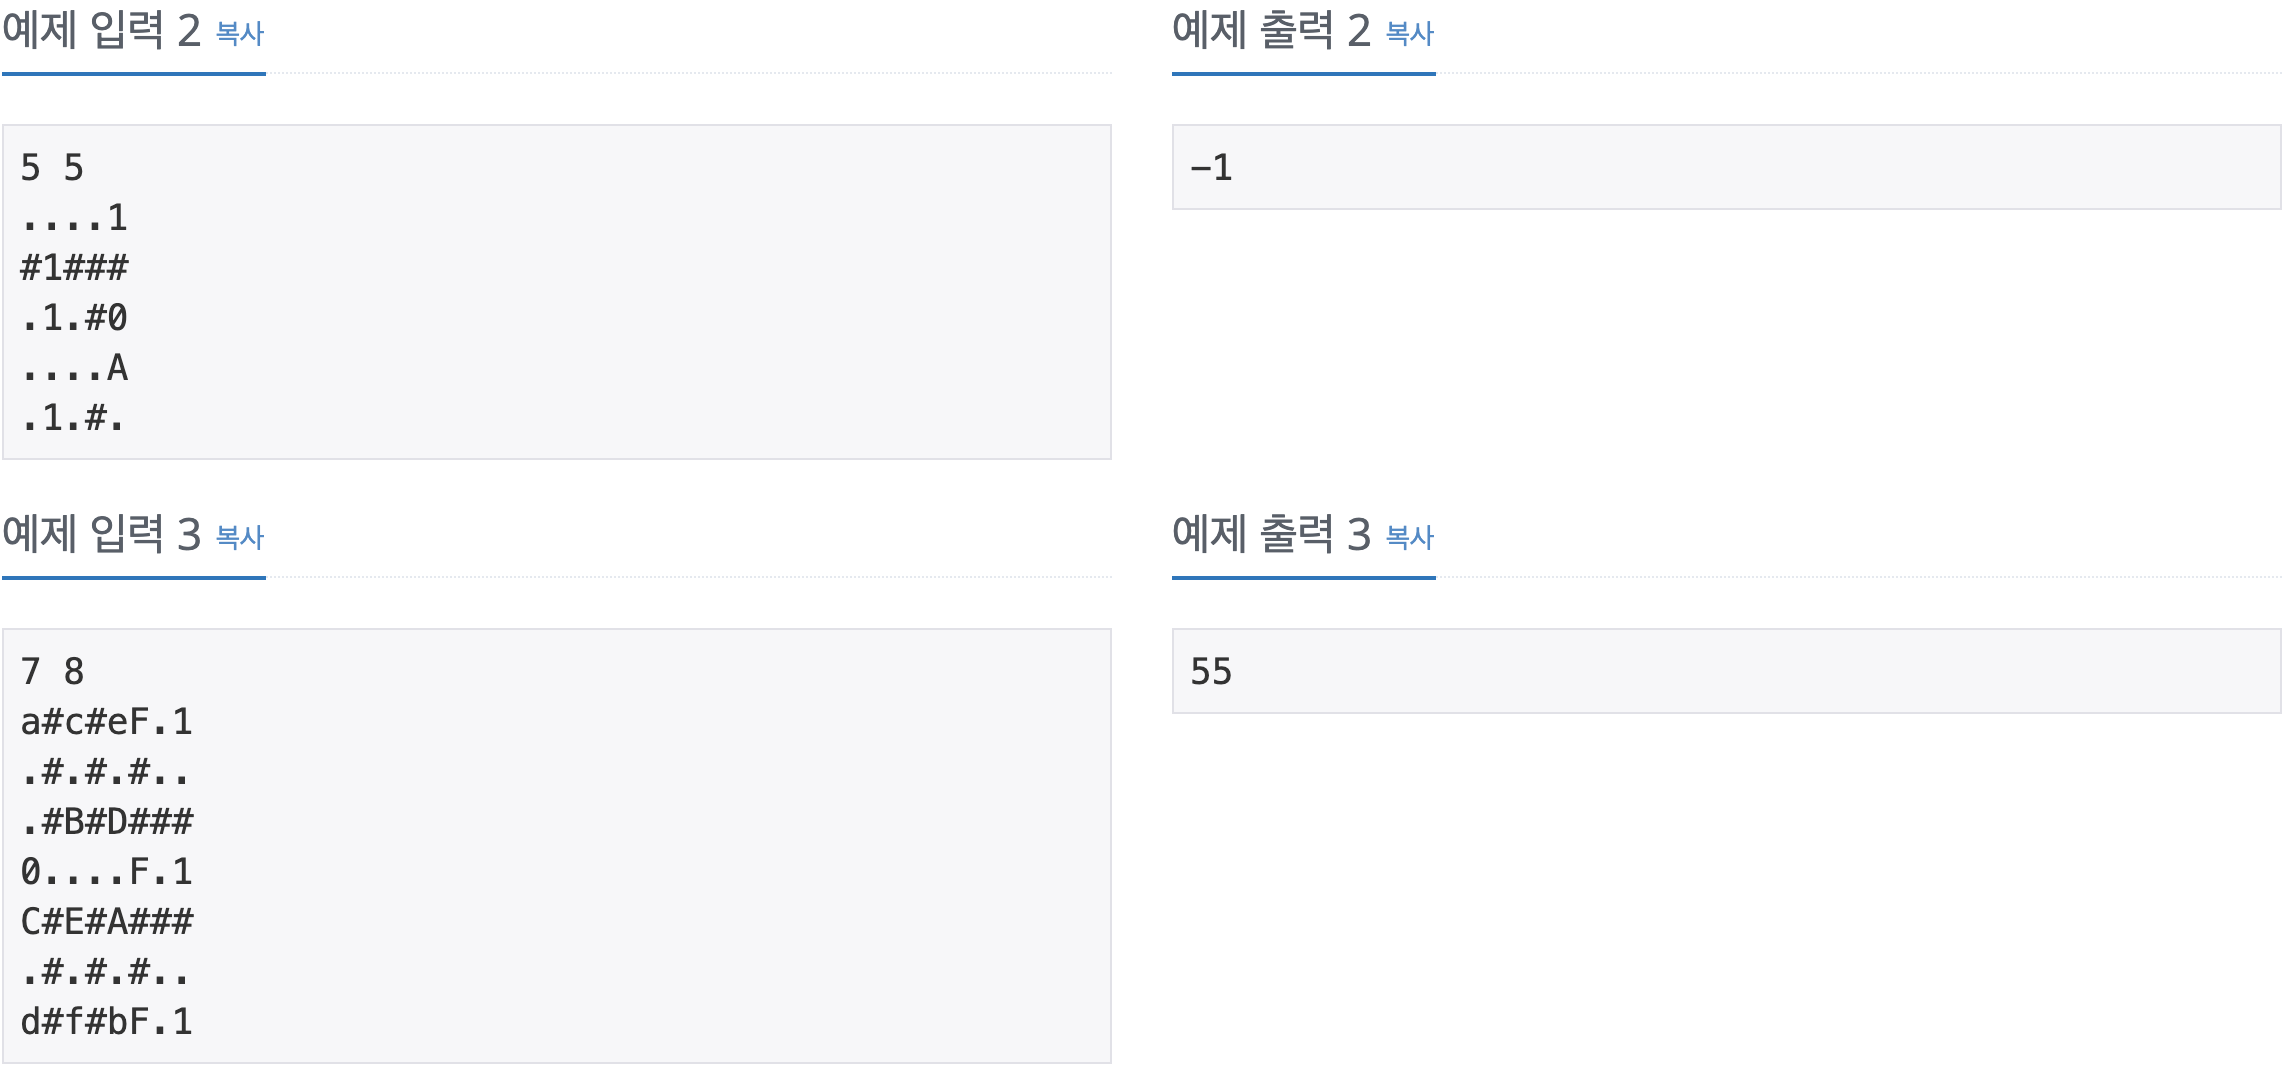 예제 입력 2 복사
5 5
....1
#1###
.1.#0
....A
.1.#.
예제 출력 2 복사
-1
예제 입력 3 복사
7 8
a#c#eF.1
.#.#.#..
.#B#D###
0....F.1
C#E#A###
.#.#.#..
d#f#bF.1
예제 출력 3 복사
55